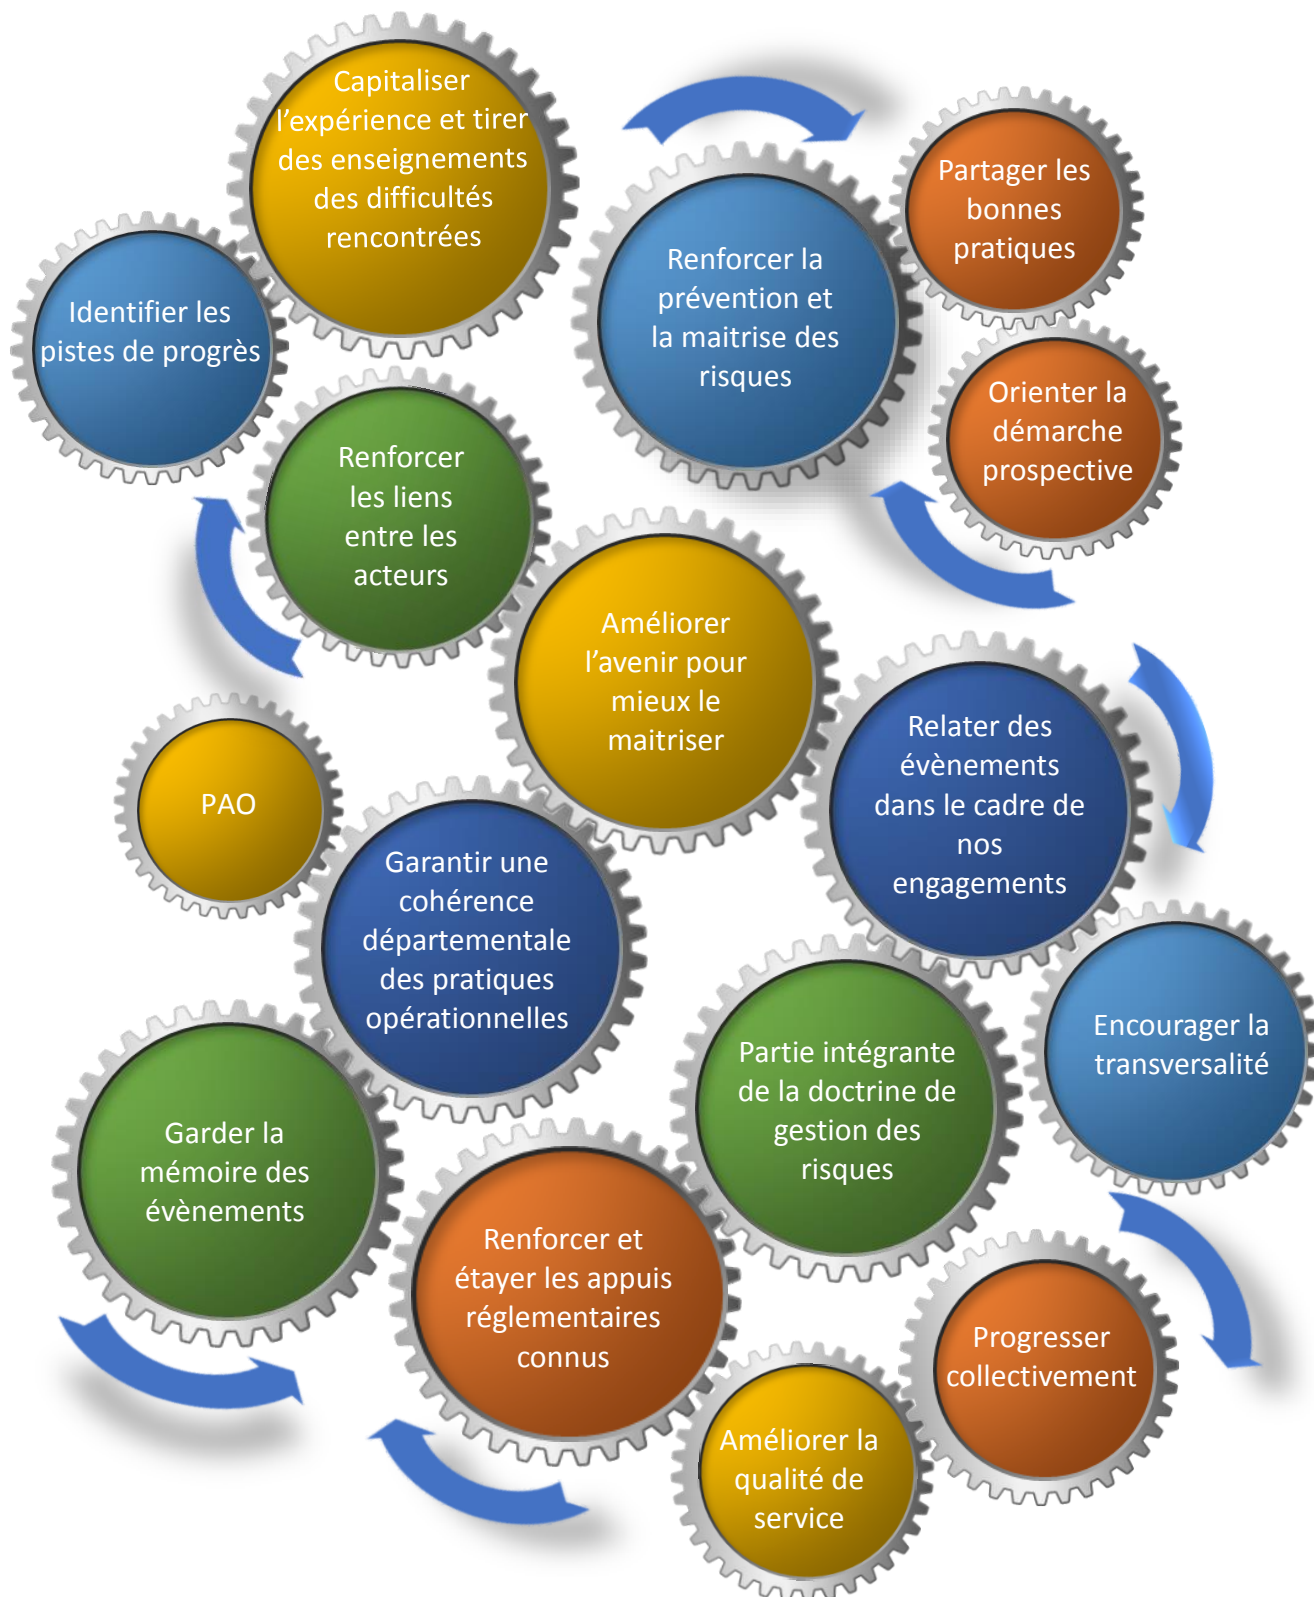 Capitaliser
l’expérience et tirer
des enseignements
des difficultés
rencontrées
Partager les
bonnes
pratiques
Renforcer la
prévention et
la maitrise des
risques
Identifier les
pistes de progrès
Orienter la
démarche
prospective
Renforcer
les liens
entre les
acteurs
Améliorer
l’avenir pour
mieux le
maitriser
Relater des
évènements
dans le cadre de
nos
engagements
PAO
Garantir une
cohérence
départementale
des pratiques
opérationnelles
Encourager la
transversalité
Partie intégrante
de la doctrine de
gestion des
risques
Garder la
mémoire des
évènements
Renforcer et
étayer les appuis
réglementaires
connus
Progresser
collectivement
Améliorer la
qualité de
service